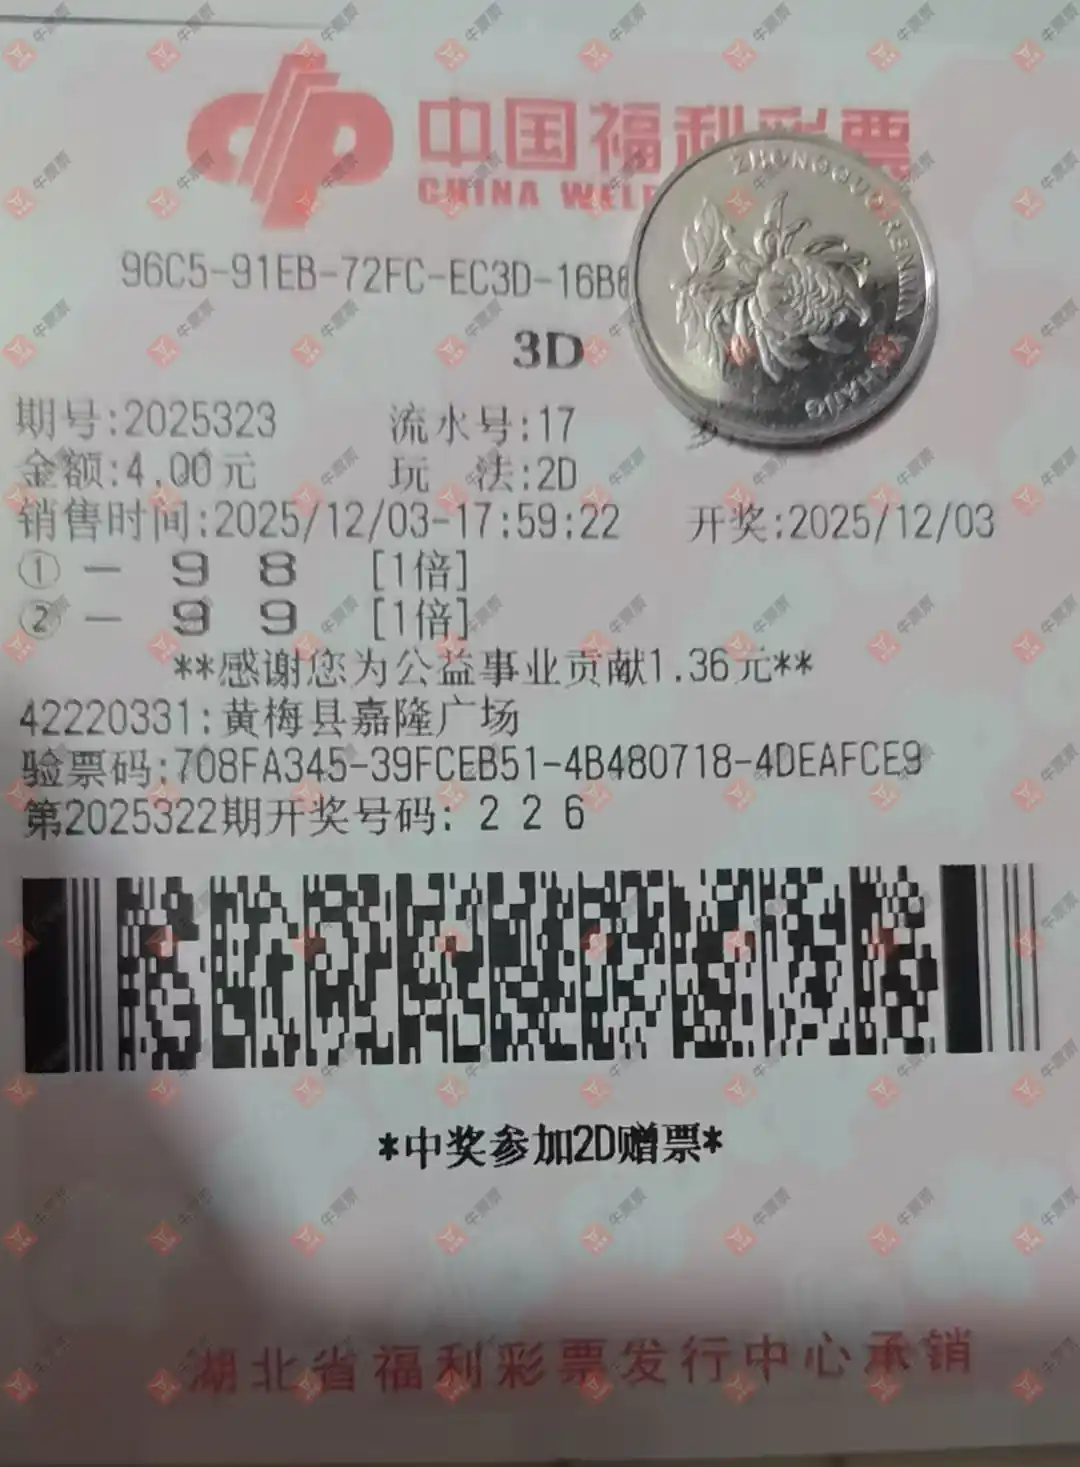 中国福利彩票
CHINA WEL
ZHONGGUO RENMIN YINHANG
96C5-91EB-72FC-EC3D-16B
3D
期号:2025323 流水号:17
金额:4.00元 玩 法:2D
销售时间:2025/12/03-17:59:22 开奖:2025/12/03
① - 9 8 [1倍]
② - 9 9 [1倍]
**感谢您为公益事业贡献1.36元**
42220331:黄梅县嘉隆广场
验票码:708FA345-39FCEB51-4B480718-4DEAFCE9
第2025322期开奖号码: 2 2 6
*中奖参加2D赠票*
湖北省福利彩票发行中心承销